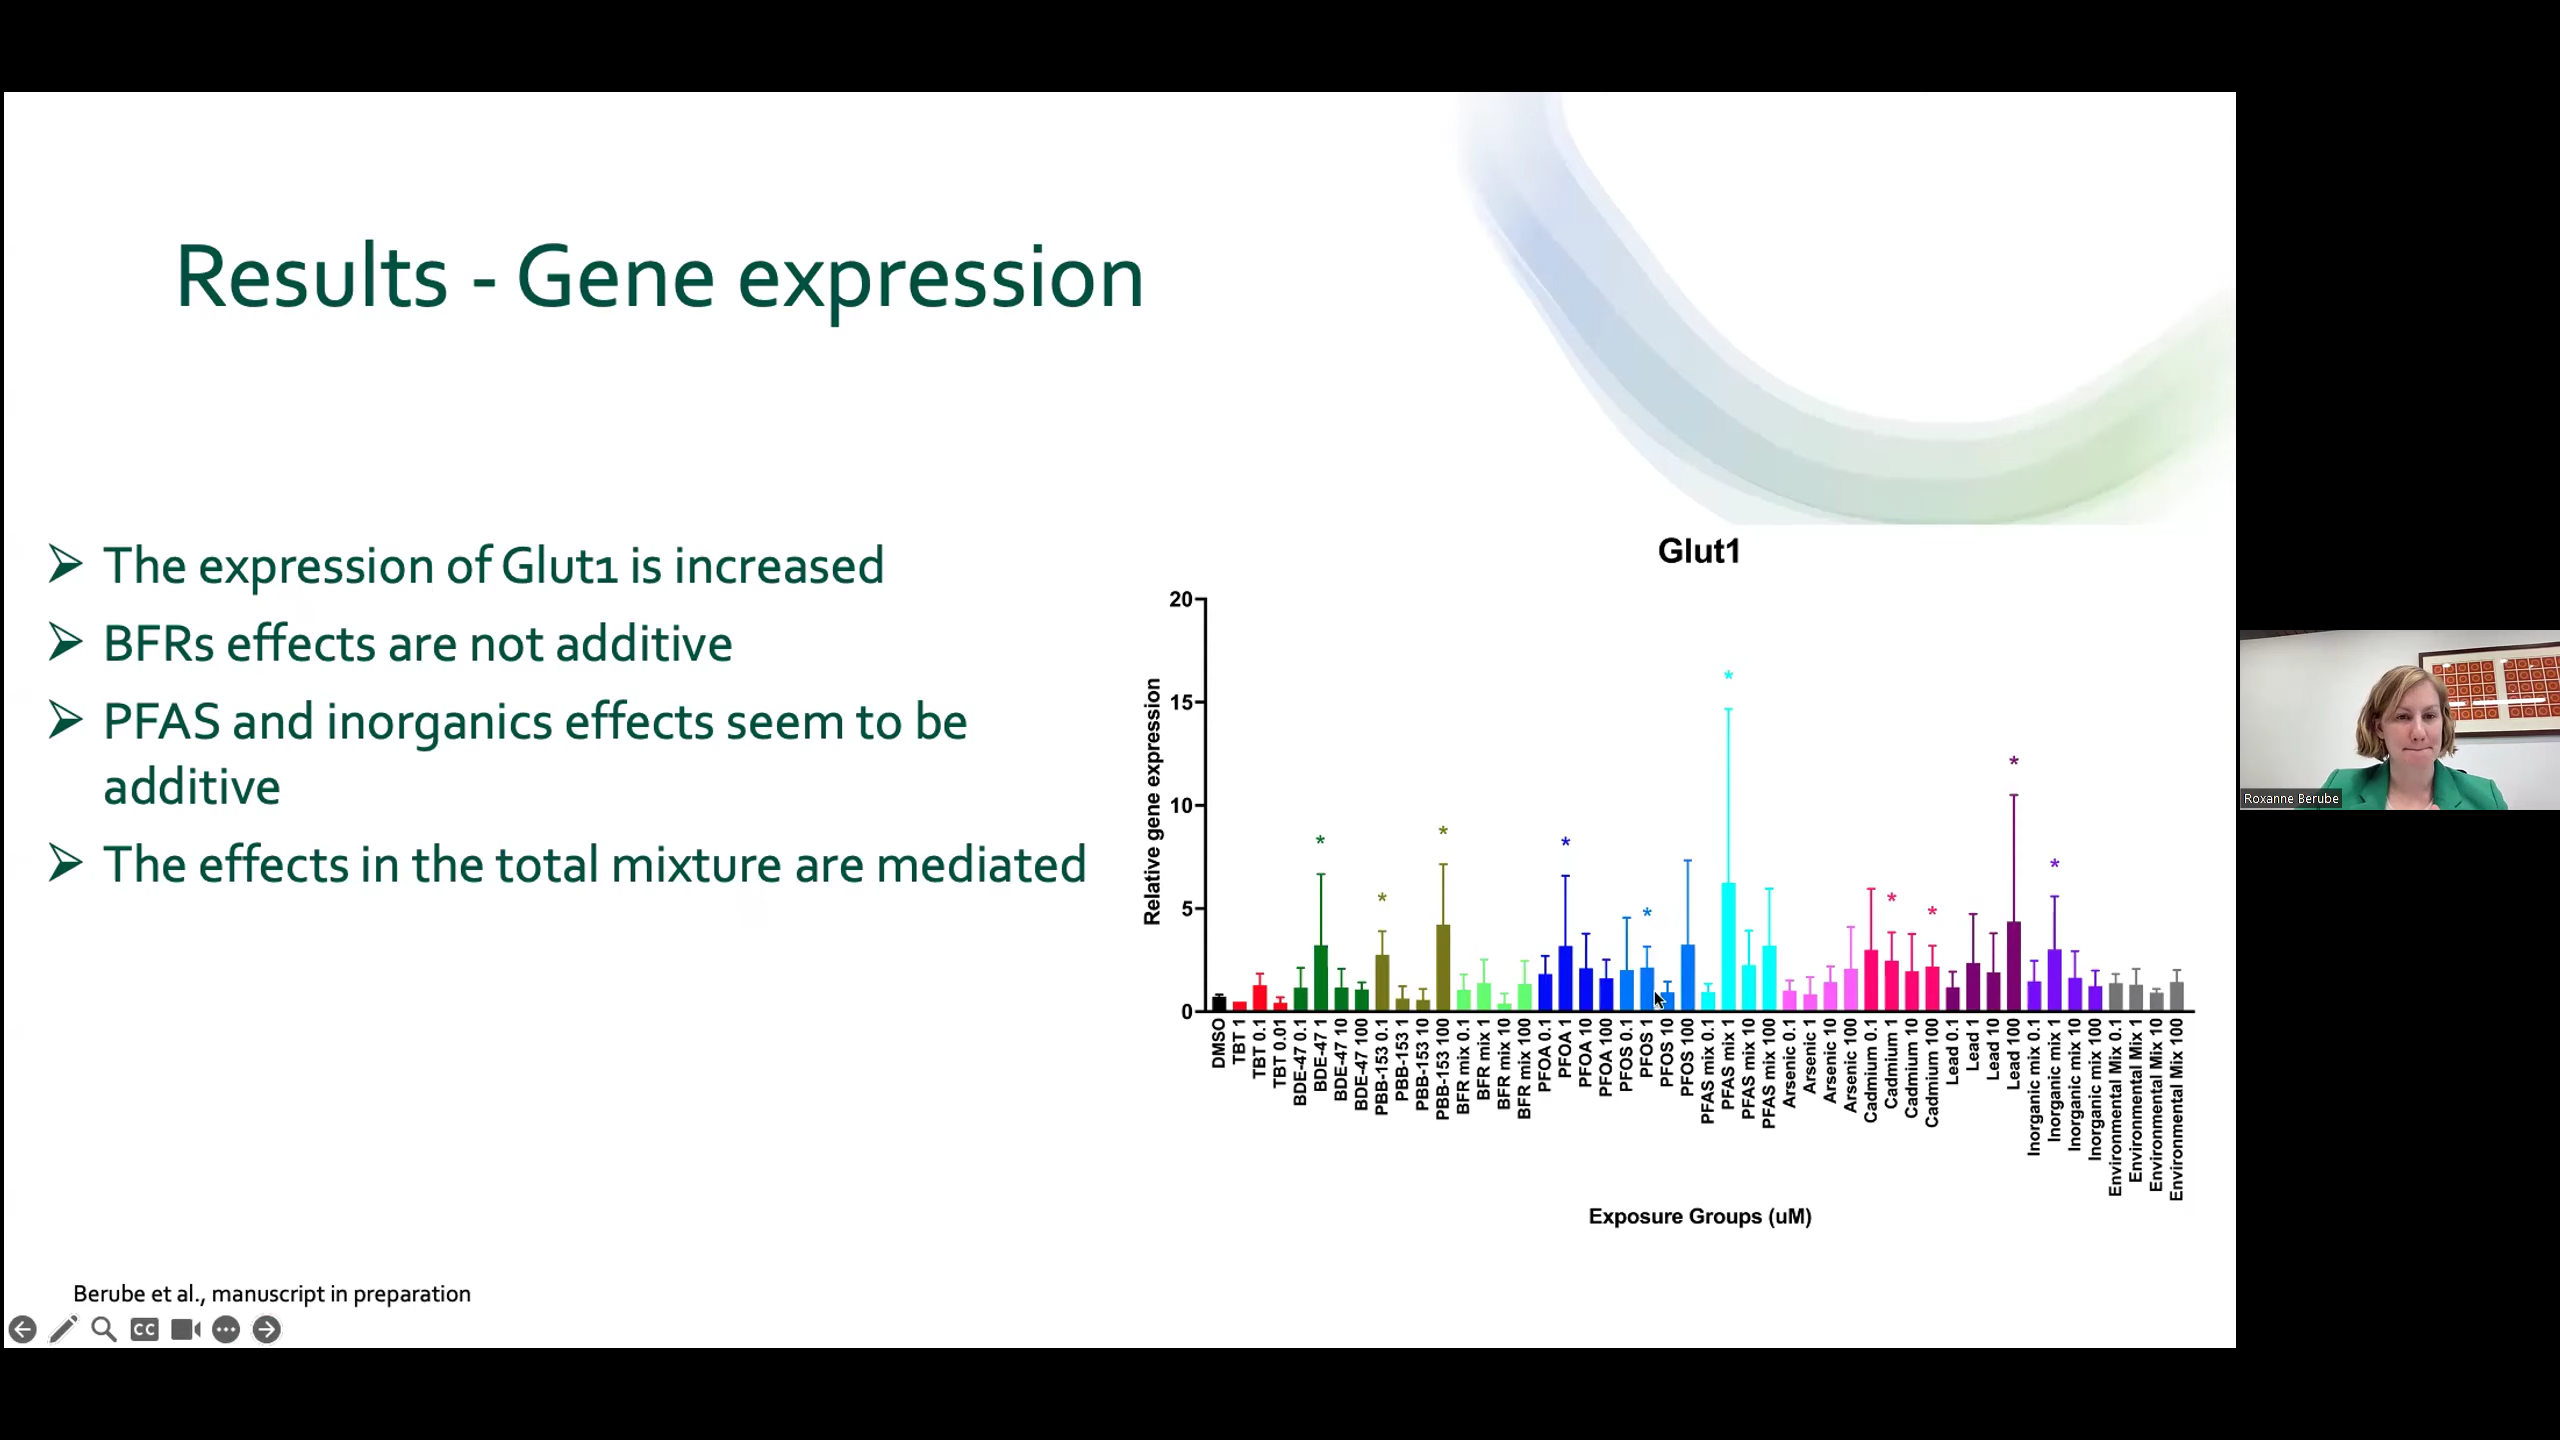 Results - Gene expression
The expression of Glut1 is increased
BFRs effects are not additive
PFAS and inorganics effects seem to be
additive
The effects in the total mixture are mediated
Glut1
Relative gene expression
20
15
10
5
0
*
*
*
*
*
*
*
*
*
*
DMSO
TBT 1
TBT 0.1
TBT 0.01
BDE-47 0.1
BDE-47 1
BDE-47 10
BDE-47 100
PBB-153 0.1
PBB-153 1
PBB-153 10
PBB-153 100
BFR mix 0.1
BFR mix 1
BFR mix 10
BFR mix 100
PFOA 0.1
PFOA 1
PFOA 10
PFOA 100
PFOS 0.1
PFOS 1
PFOS 10
PFOS 100
PFAS mix 0.1
PFAS mix 1
PFAS mix 10
PFAS mix 100
Arsenic 0.1
Arsenic 1
Arsenic 10
Arsenic 100
Cadmium 0.1
Cadmium 1
Cadmium 10
Cadmium 100
Lead 0.1
Lead 1
Lead 10
Lead 100
Inorganic mix 0.1
Inorganic mix 1
Inorganic mix 10
Inorganic mix 100
Environmental Mix 0.1
Environmental Mix 1
Environmental Mix 10
Environmental Mix 100
Exposure Groups (uM)
Berube et al., manuscript in preparation
CC
Roxanne Berube